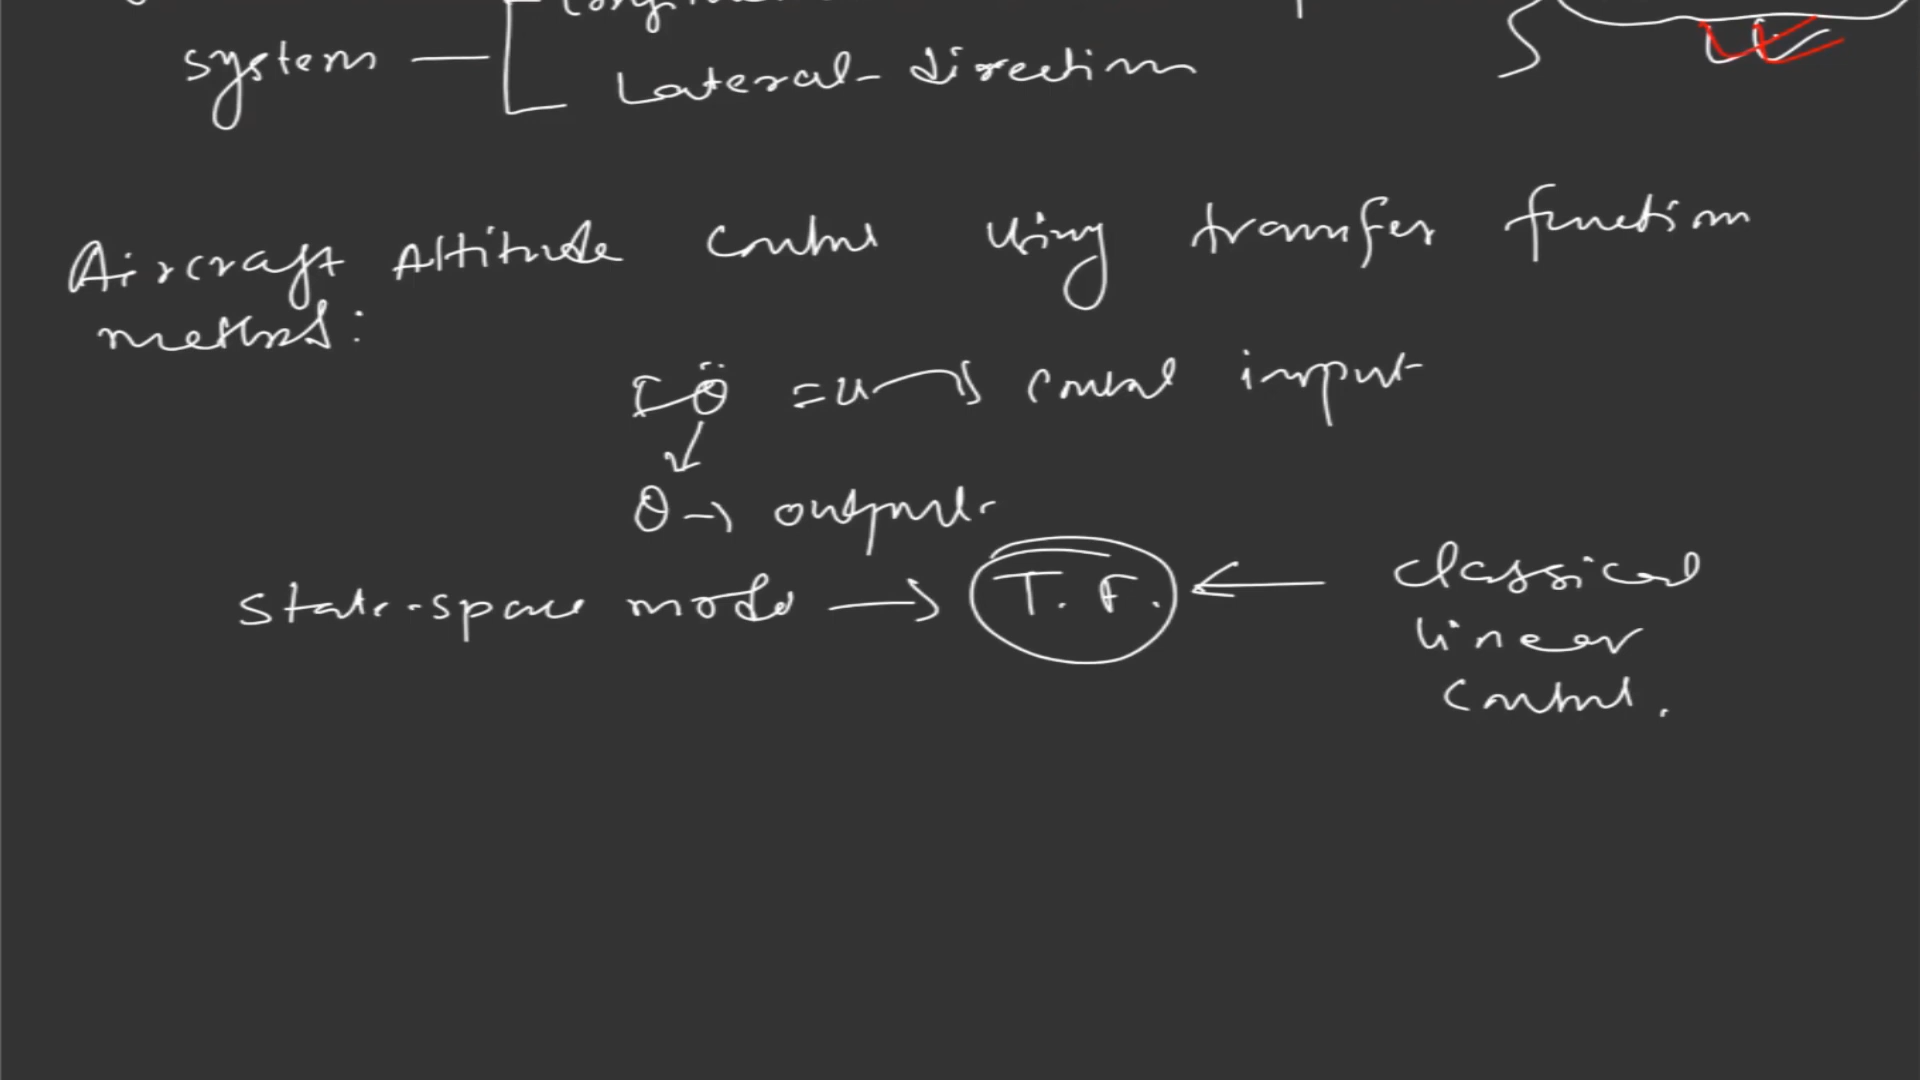 system — Lateral-direction
Aircraft Altitude control using transfer function
method:
Iθ̈ = u → control input
θ → output.
State-space mode → T.F. ← classical
linear
control.